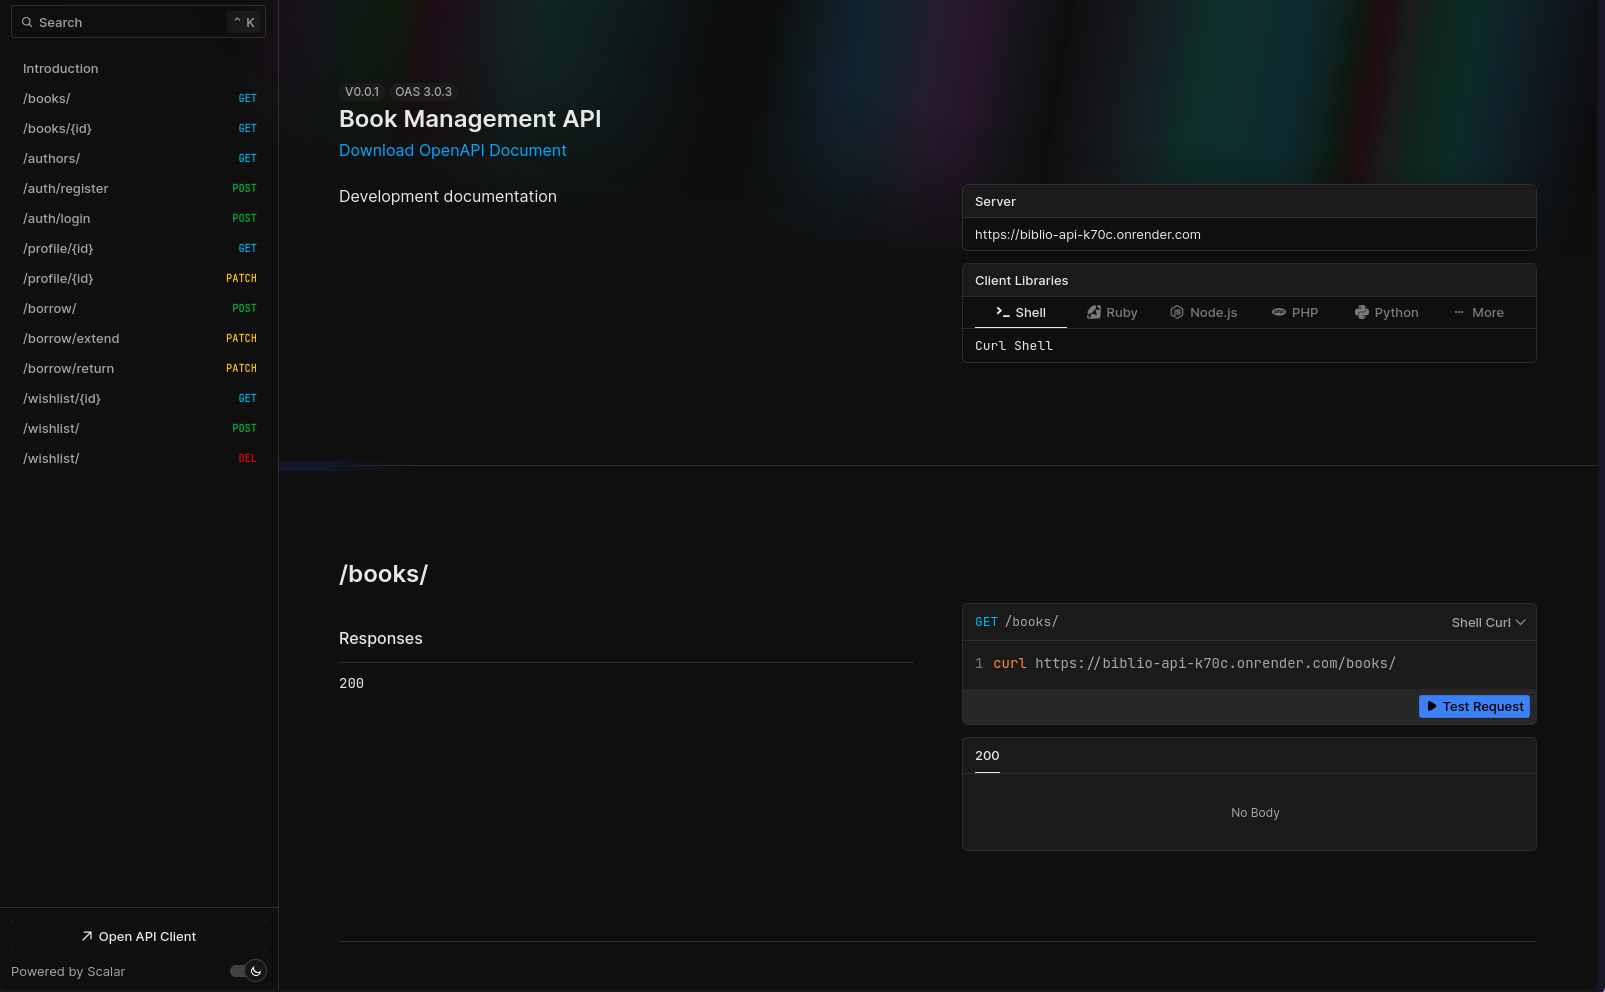 Search
⌃ K
Introduction
/books/ GET
/books/{id} GET
/authors/ GET
/auth/register POST
/auth/login POST
/profile/{id} GET
/profile/{id} PATCH
/borrow/ POST
/borrow/extend PATCH
/borrow/return PATCH
/wishlist/{id} GET
/wishlist/ POST
/wishlist/ DEL
Open API Client
Powered by Scalar
V0.0.1 OAS 3.0.3
Book Management API
Download OpenAPI Document
Development documentation
Server
https://biblio-api-k70c.onrender.com
Client Libraries
Shell Ruby Node.js PHP Python More
Curl Shell
/books/
Responses
200
GET /books/ Shell Curl
1 curl https://biblio-api-k70c.onrender.com/books/
Test Request
200
No Body